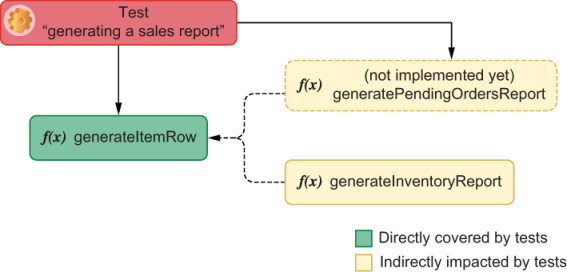 Test
“generating a sales report”
(not implemented yet)
f(x) generatePendingOrdersReport
f(x) generateItemRow
f(x) generateInventoryReport
Directly covered by tests
Indirectly impacted by tests